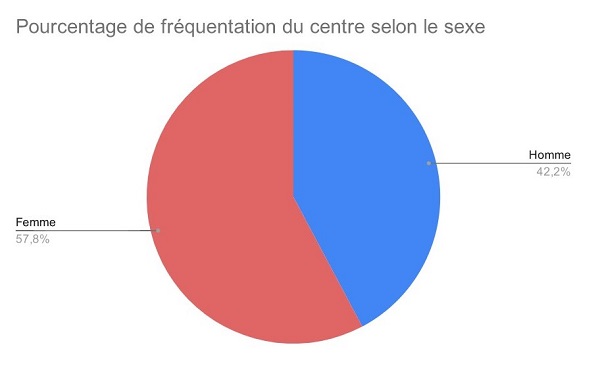 Pourcentage de fréquentation du centre selon le sexe
Homme
42,2%
Femme
57,8%